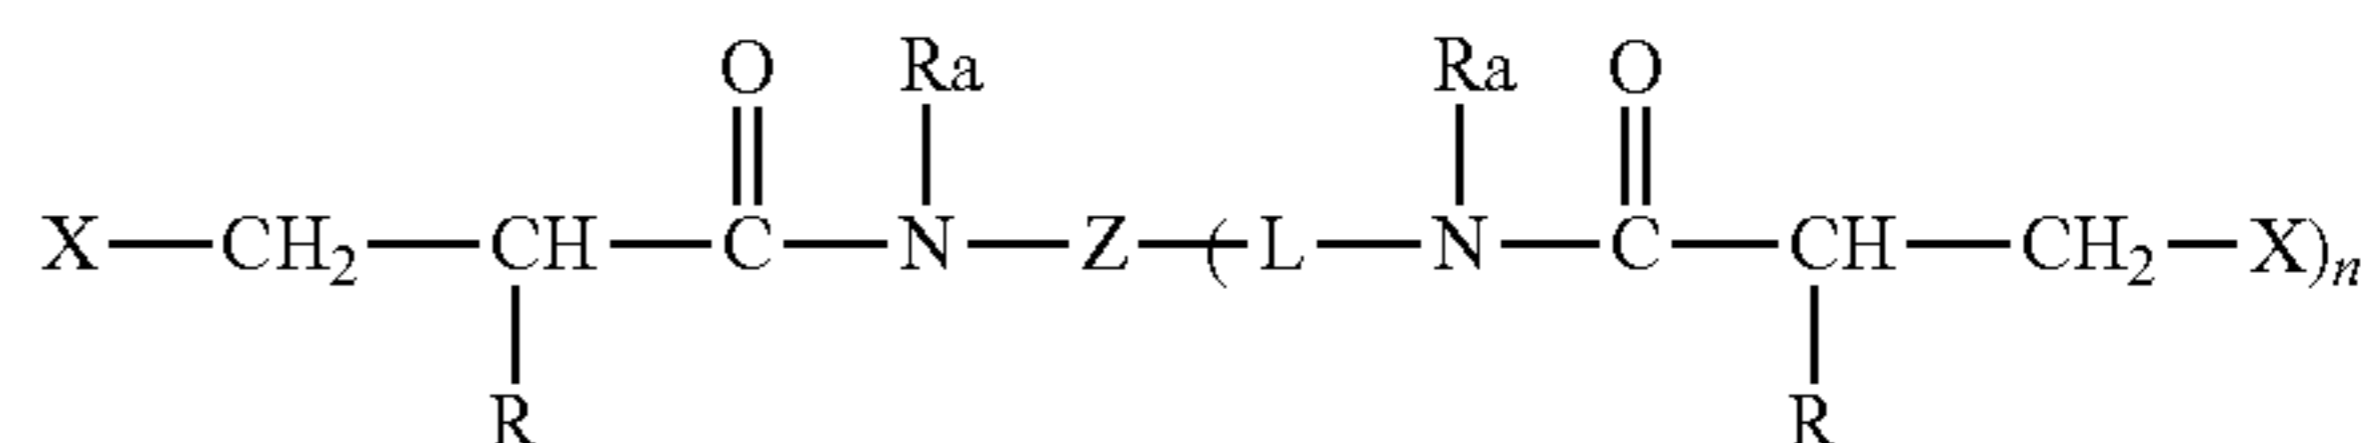 O Ra Ra O
X—CH₂—CH—C—N—Z—(L—N—C—CH—CH₂—X)ₙ
R R